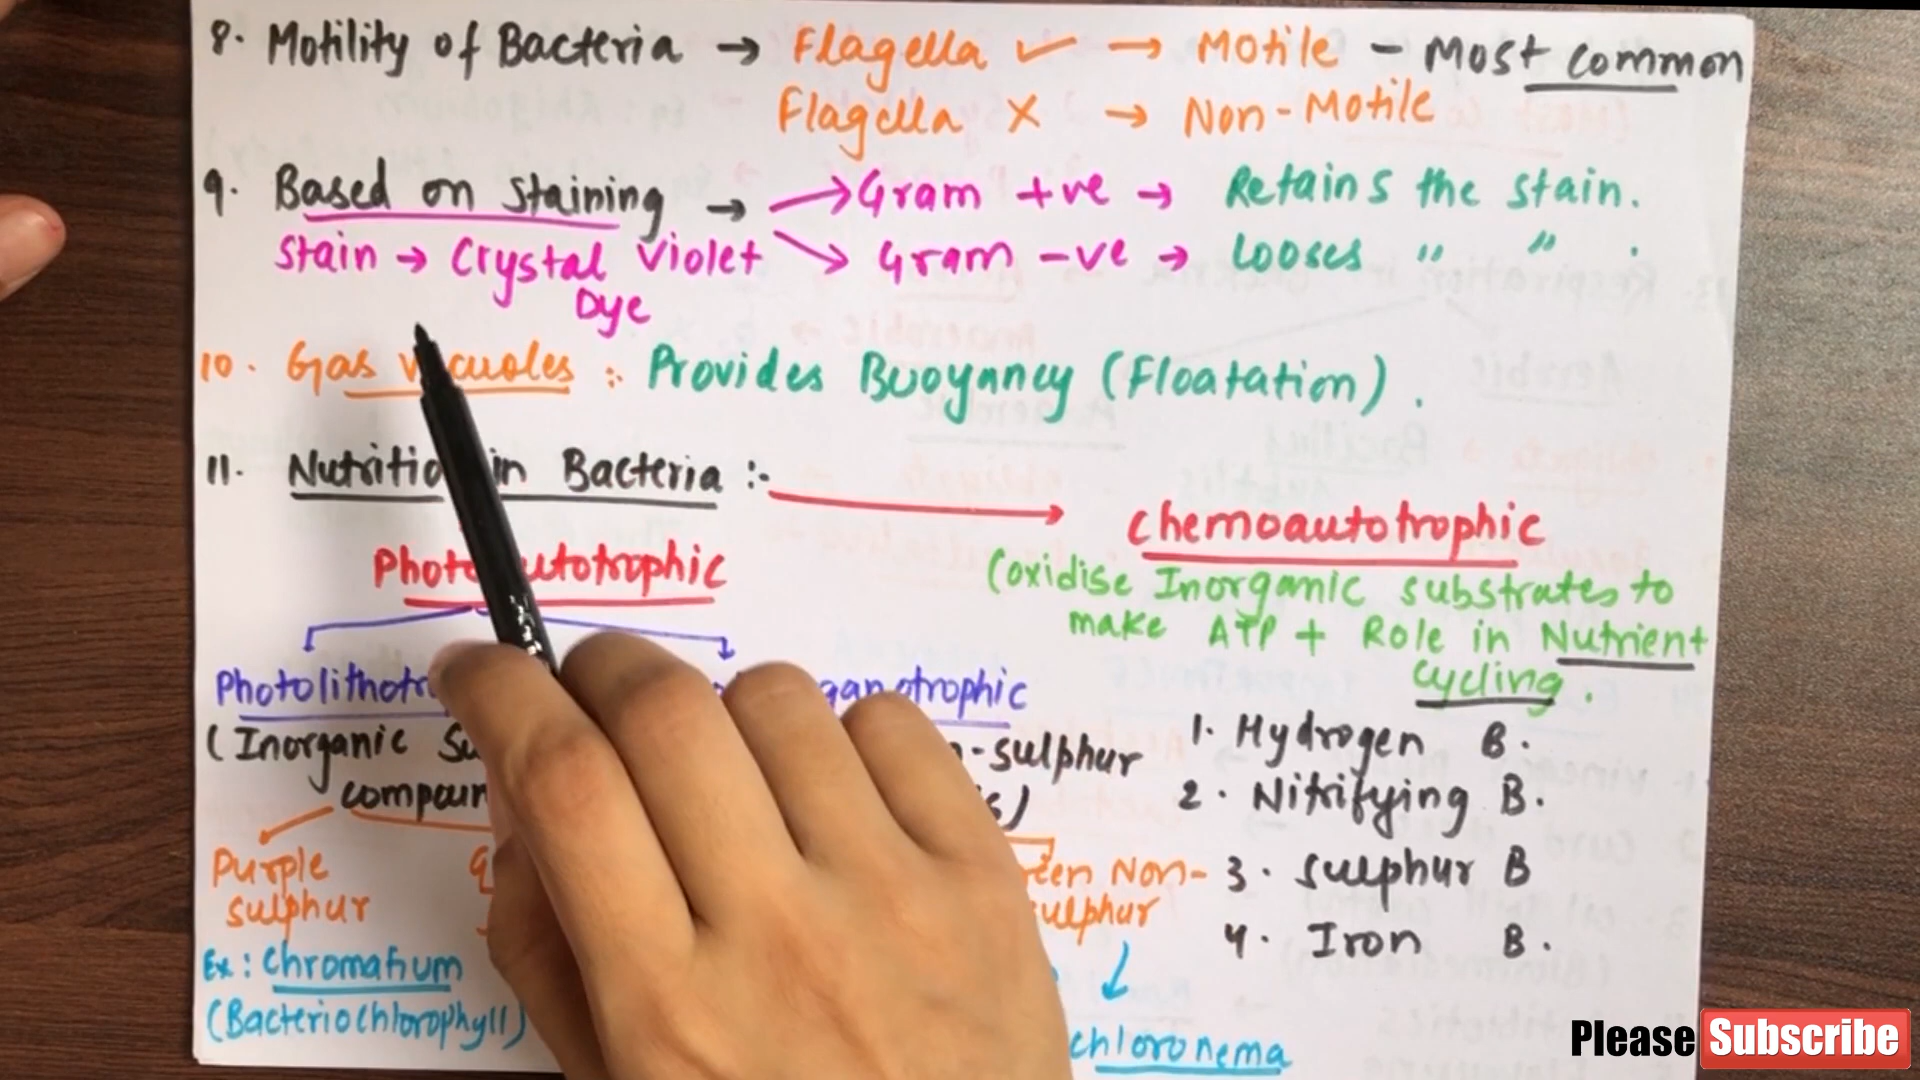 8. Motility of Bacteria → Flagella ✓ → Motile - Most common
Flagella X → Non-Motile
9. Based on staining → Gram +ve → Retains the stain.
Stain → Crystal Violet Gram -ve → Looses " " .
Dye
10. Gas Vacuoles :- Provides Buoyancy (Floatation).
11. in Bacteria :-
Chemoautotrophic
(oxidise Inorganic substrates to
make ATP + Role in Nutrient
Cycling.
(Inorganic
Purple
sulphur
Ex: Chromatium
(Bacteriochlorophyll)
-sulphur
Non-
chloronema
1. Hydrogen B.
2. Nitrifying B.
3. Sulphur B
4. Iron B.
Please Subscribe